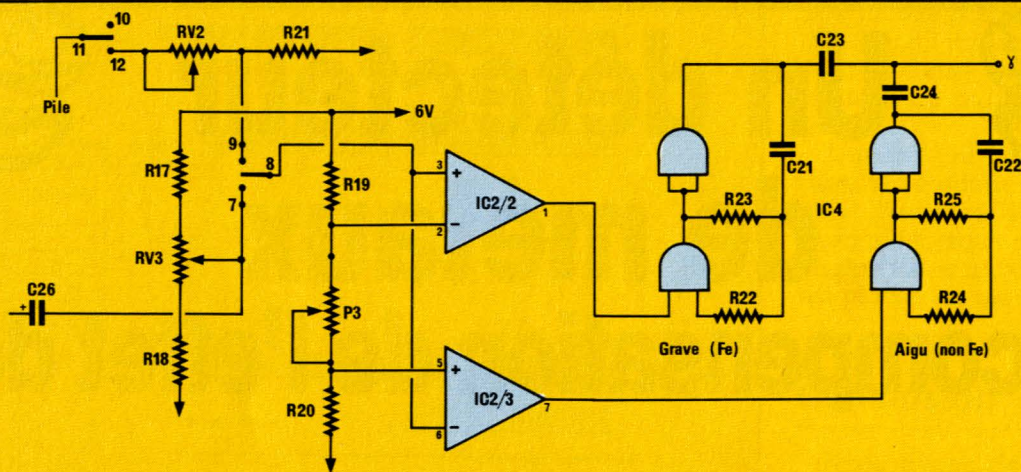 10
11
12
RV2
R21
Pile
6V
C23
γ
C24
9
8
R17
R19
3
+
IC2/2
1
−
2
C21
C22
R23
IC4
R25
7
RV3
C26
+
P3
R22
R24
Grave (Fe)
Aigu (non Fe)
R18
5
+
IC2/3
7
R20
−
6